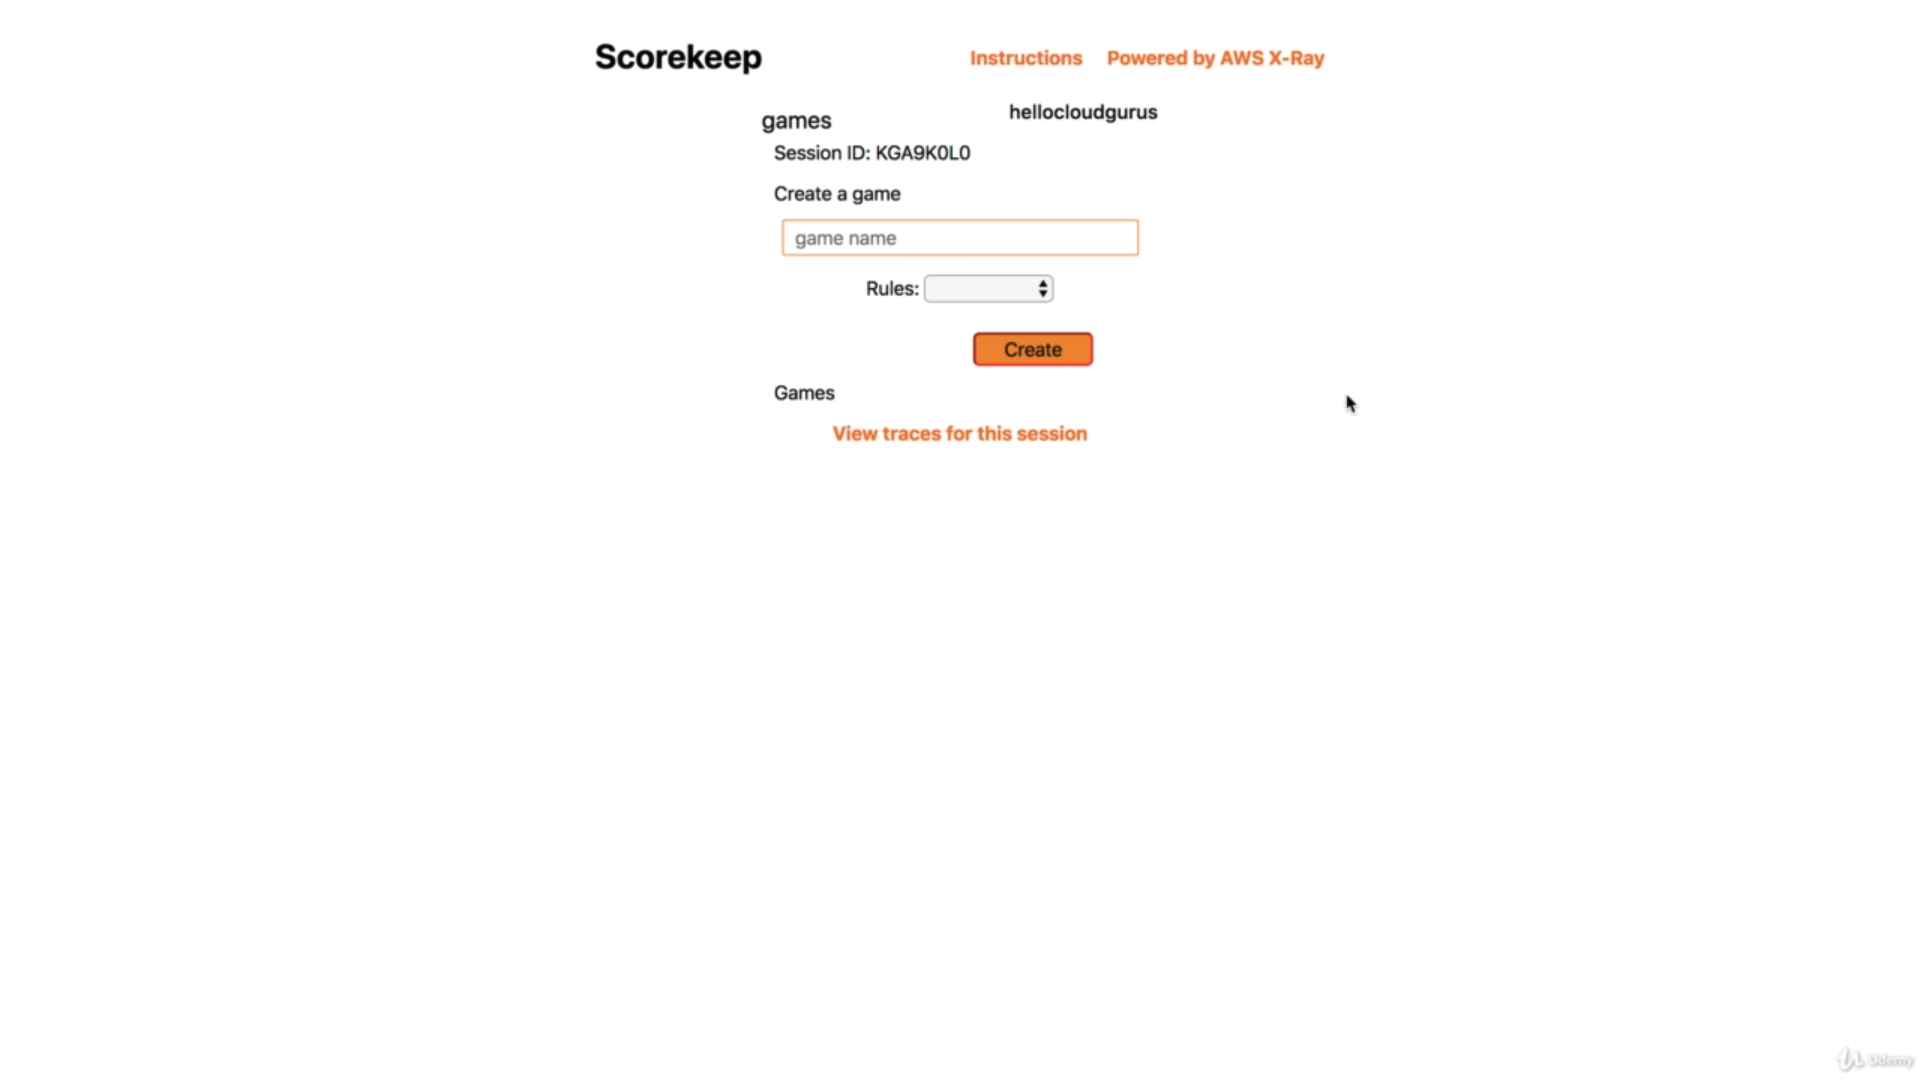 Scorekeep
Instructions
Powered by AWS X-Ray
hellocloudgurus
games
Session ID: KGA9K0L0
Create a game
game name
Rules:
Create
Games
View traces for this session
Udemy